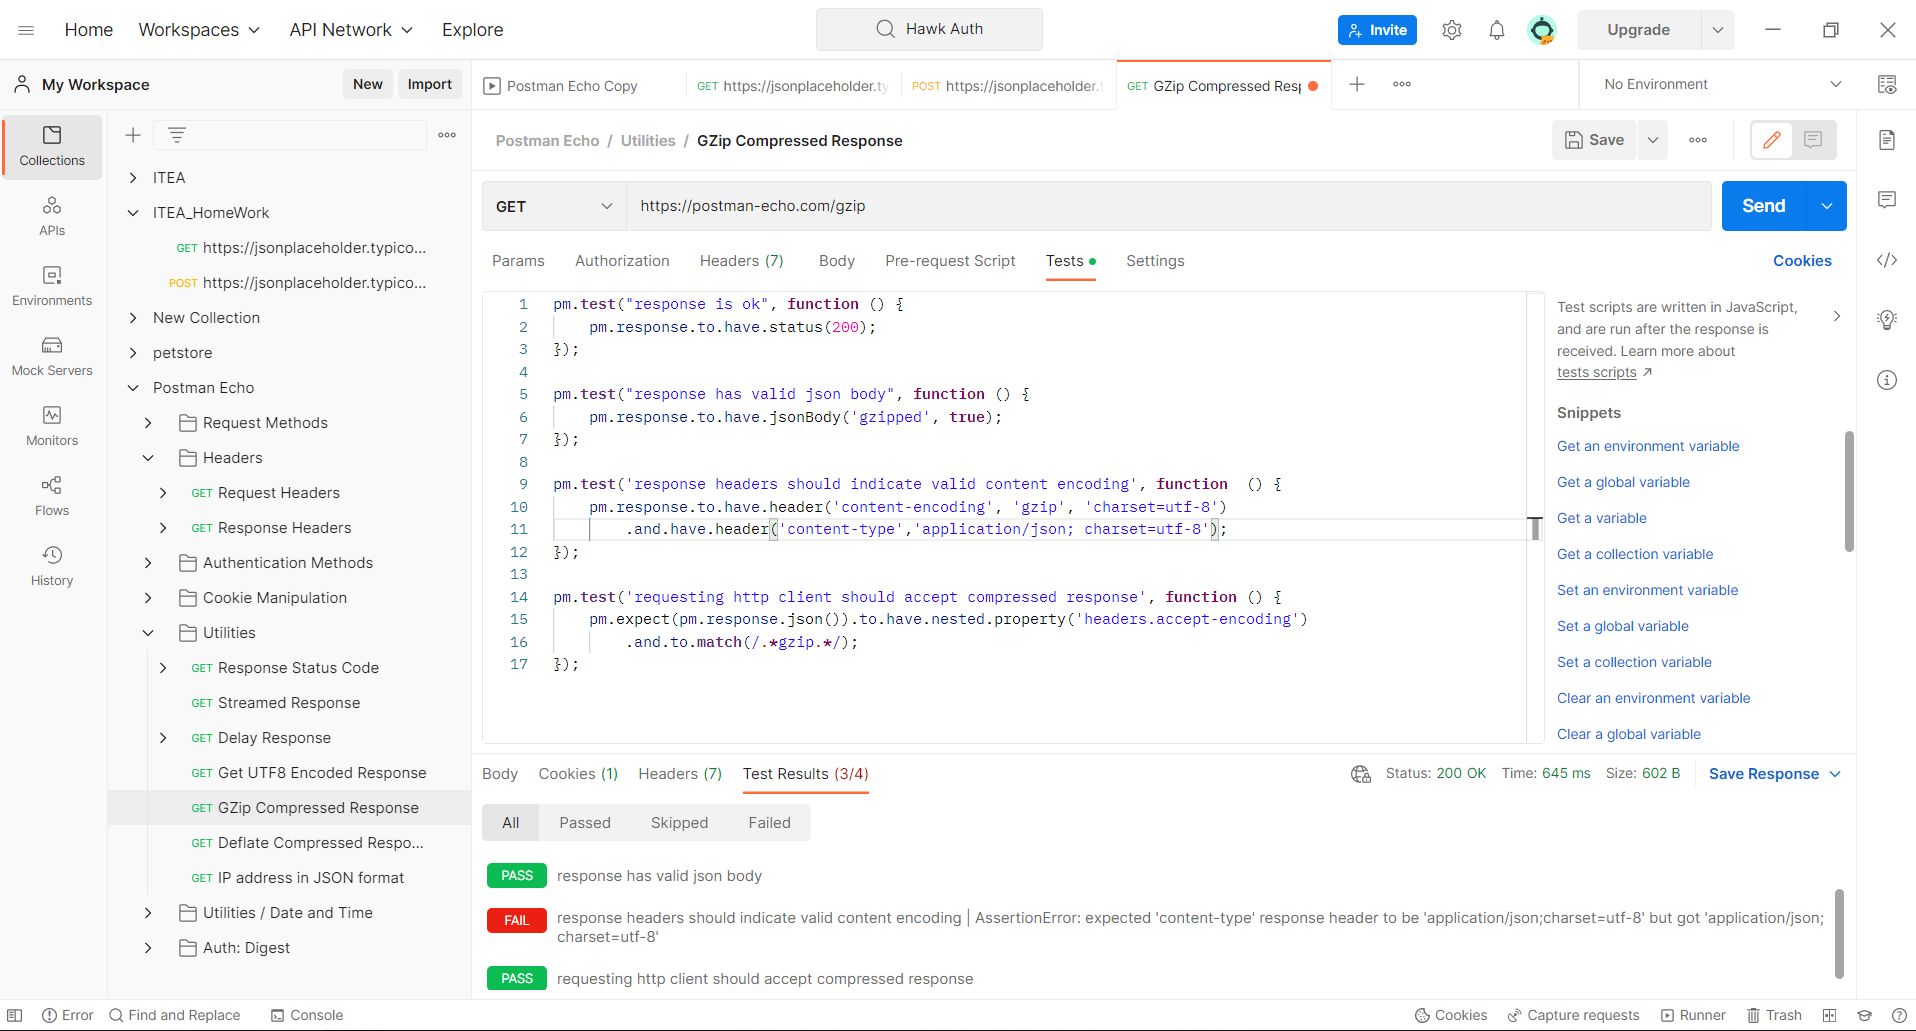 Home Workspaces API Network Explore Hawk Auth Invite Upgrade
My Workspace New Import
Postman Echo Copy GET https://jsonplaceholder.ty POST https://jsonplaceholder. GET GZip Compressed Resp No Environment
Collections
APIs
Environments
Mock Servers
Monitors
Flows
History
ITEA
ITEA_HomeWork
GET https://jsonplaceholder.typico...
POST https://jsonplaceholder.typico...
New Collection
petstore
Postman Echo
Request Methods
Headers
GET Request Headers
GET Response Headers
Authentication Methods
Cookie Manipulation
Utilities
GET Response Status Code
GET Streamed Response
GET Delay Response
GET Get UTF8 Encoded Response
GET GZip Compressed Response
GET Deflate Compressed Respo...
GET IP address in JSON format
Utilities / Date and Time
Auth: Digest
Postman Echo / Utilities / GZip Compressed Response Save
GET https://postman-echo.com/gzip Send
Params Authorization Headers (7) Body Pre-request Script Tests Settings Cookies
1 pm.test("response is ok", function () {
2 pm.response.to.have.status(200);
3 });
4
5 pm.test("response has valid json body", function () {
6 pm.response.to.have.jsonBody('gzipped', true);
7 });
8
9 pm.test('response headers should indicate valid content encoding', function  () {
10 pm.response.to.have.header('content-encoding', 'gzip', 'charset=utf-8')
11 .and.have.header('content-type','application/json; charset=utf-8');
12 });
13
14 pm.test('requesting http client should accept compressed response', function () {
15 pm.expect(pm.response.json()).to.have.nested.property('headers.accept-encoding')
16 .and.to.match(/.*gzip.*/);
17 });
Test scripts are written in JavaScript,
and are run after the response is
received. Learn more about
tests scripts ↗
Snippets
Get an environment variable
Get a global variable
Get a variable
Get a collection variable
Set an environment variable
Set a global variable
Set a collection variable
Clear an environment variable
Clear a global variable
Body Cookies (1) Headers (7) Test Results (3/4) Status: 200 OK Time: 645 ms Size: 602 B Save Response
All Passed Skipped Failed
PASS response has valid json body
FAIL response headers should indicate valid content encoding | AssertionError: expected 'content-type' response header to be 'application/json;charset=utf-8' but got 'application/json;
charset=utf-8'
PASS requesting http client should accept compressed response
Error Find and Replace Console Cookies Capture requests Runner Trash